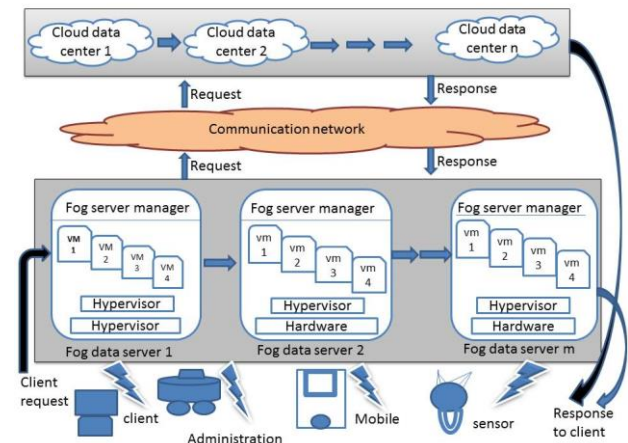 Cloud data
center 1
Cloud data
center 2
Cloud data
center n
Request
Response
Communication network
Request
Response
Fog server manager
VM
1
VM
2
VM
3
VM
4
Hypervisor
Hypervisor
Fog data server 1
Fog server manager
vm
1
vm
2
vm
3
vm
4
Hypervisor
Hardware
Fog data server 2
Fog server manager
vm
1
vm
2
vm
3
vm
4
Hypervisor
Hardware
Fog data server m
Client
request
client
Administration
Mobile
sensor
Response
to client